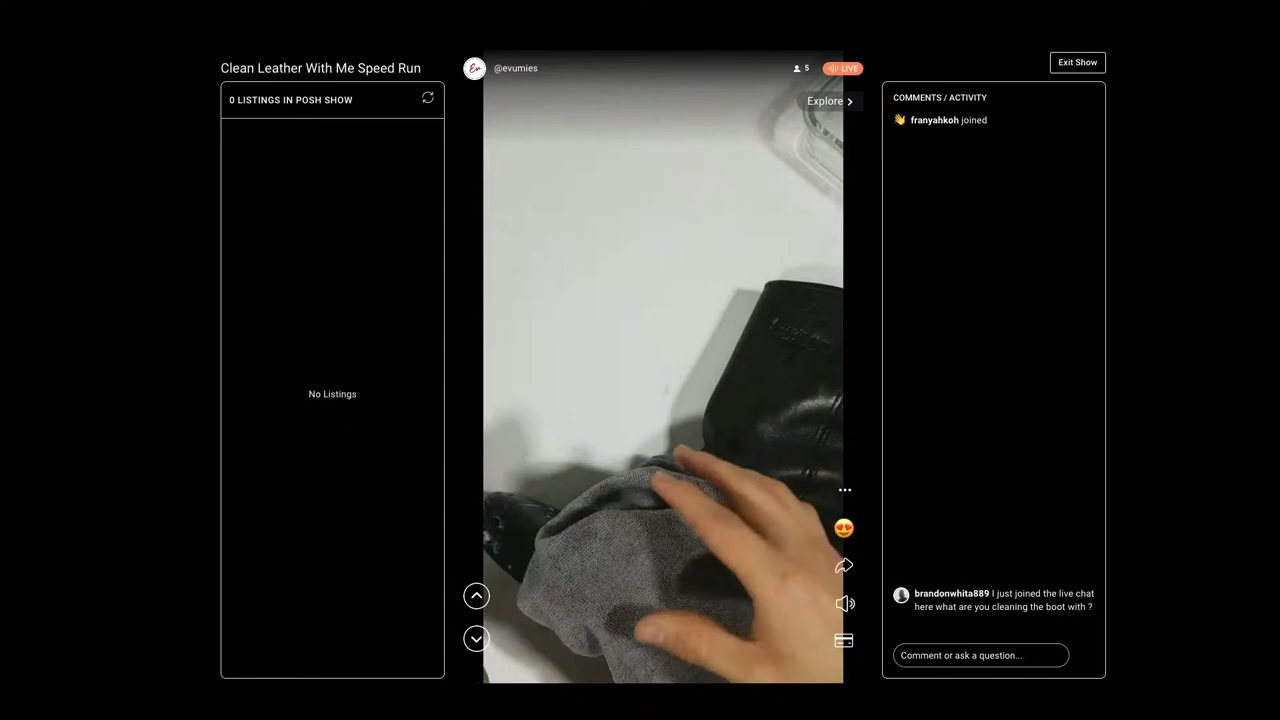 Clean Leather With Me Speed Run
0 LISTINGS IN POSH SHOW
No Listings
Ev
@evumies
5
LIVE
Explore
Exit Show
COMMENTS / ACTIVITY
franyahkoh joined
brandonwhita889 I just joined the live chat
here what are you cleaning the boot with ?
Comment or ask a question...